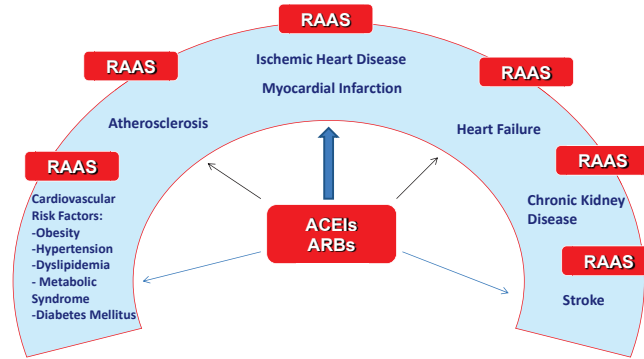 RAAS
Cardiovascular
Risk Factors:
-Obesity
-Hypertension
-Dyslipidemia
- Metabolic
Syndrome
-Diabetes Mellitus
RAAS
Atherosclerosis
RAAS
Ischemic Heart Disease
Myocardial Infarction
RAAS
Heart Failure
RAAS
Chronic Kidney
Disease
RAAS
Stroke
ACEIs
ARBs